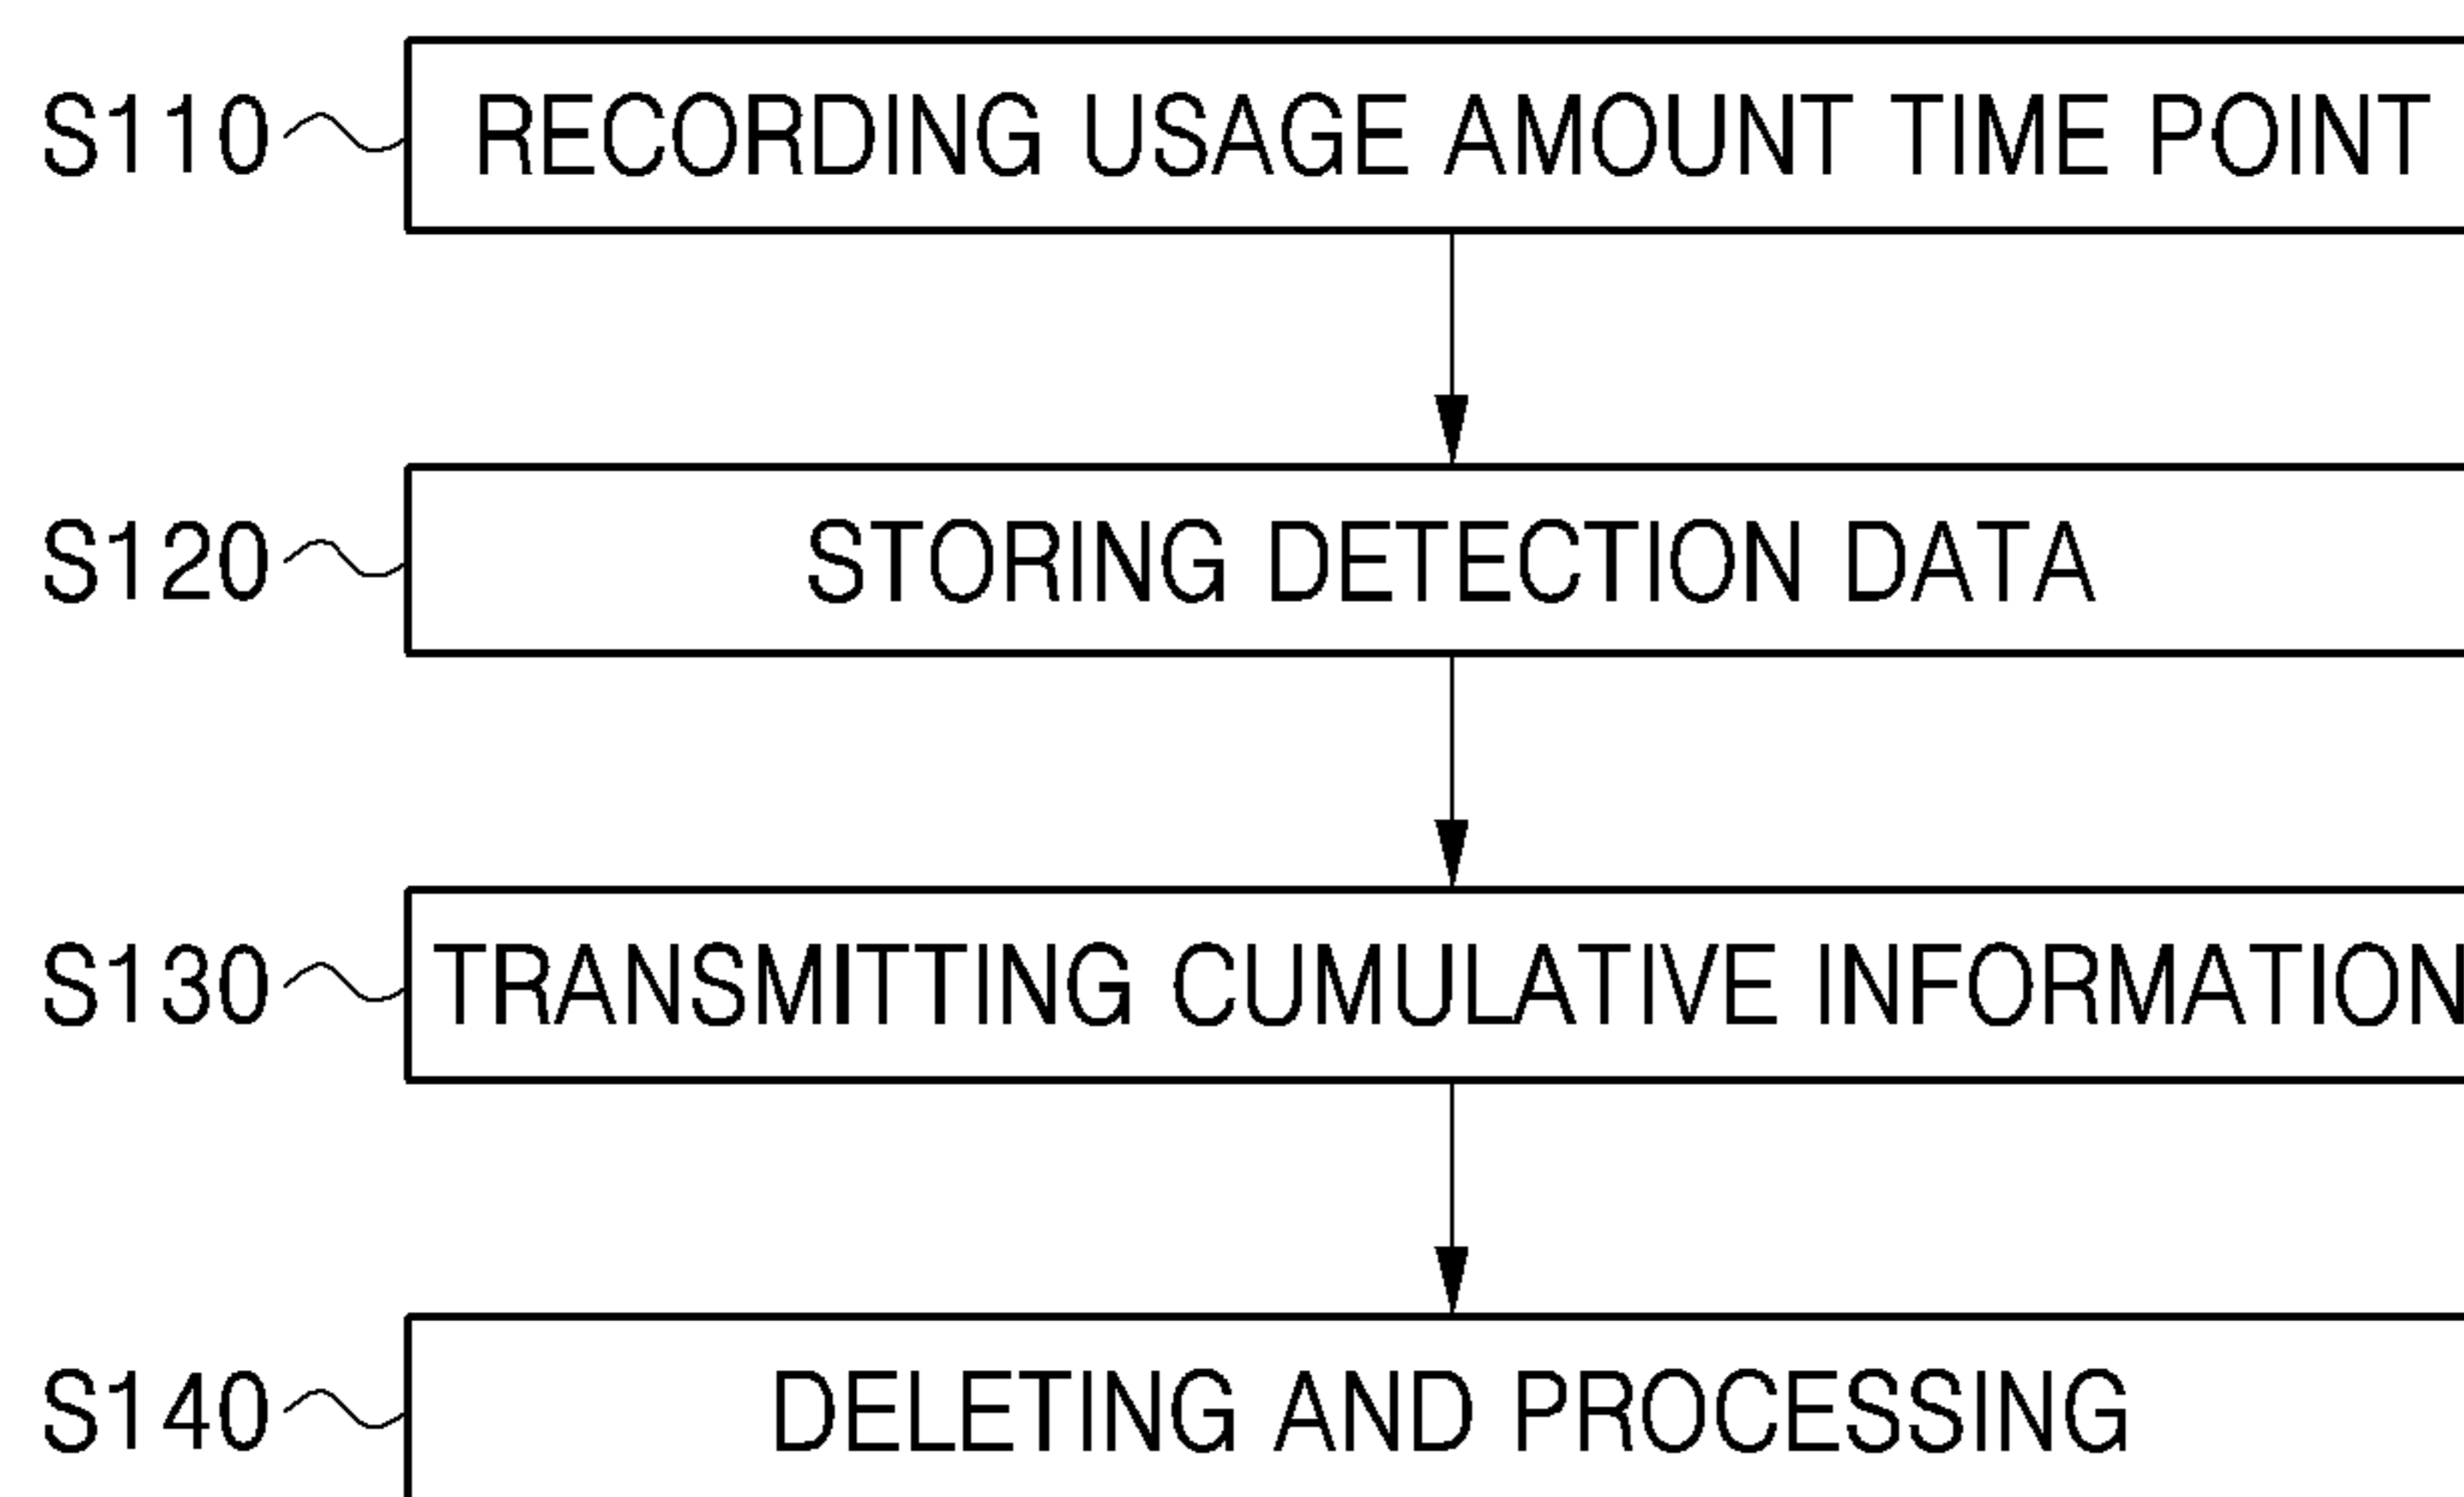 S110 RECORDING USAGE AMOUNT TIME POINT
S120 STORING DETECTION DATA
S130 TRANSMITTING CUMULATIVE INFORMATION
S140 DELETING AND PROCESSING